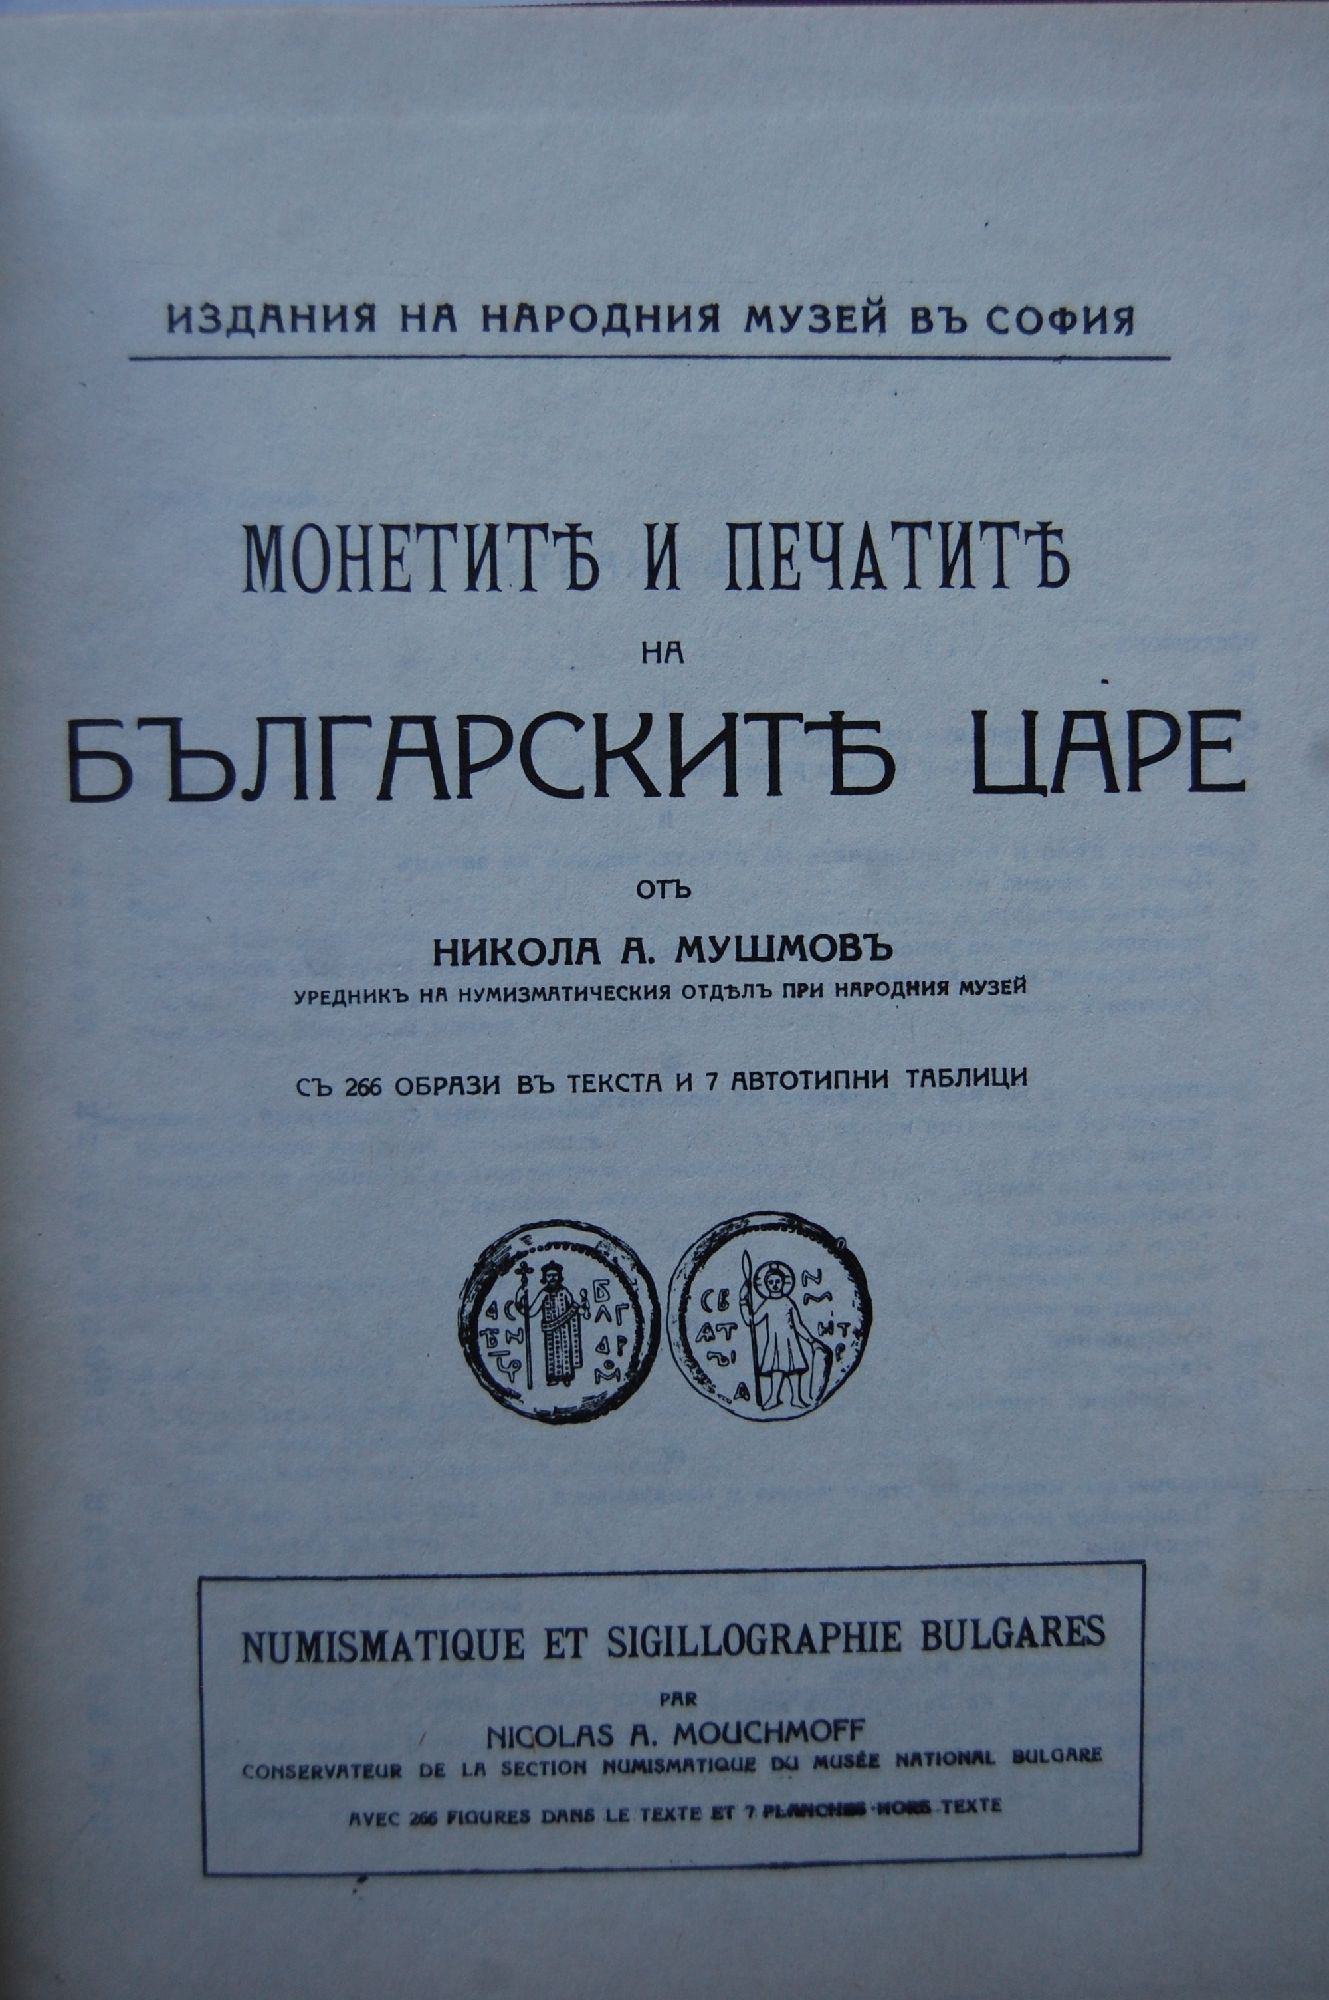 ИЗДАНИЯ НА НАРОДНИЯ МУЗЕЙ ВЪ СОФИЯ
МОНЕТИТѢ И ПЕЧАТИТѢ
НА
БЪЛГАРСКИТѢ ЦАРЕ
ОТЪ
НИКОЛА А. МУШМОВЪ
УРЕДНИКЪ НА НУМИЗМАТИЧЕСКИЯ ОТДѢЛЪ ПРИ НАРОДНИЯ МУЗЕЙ
СЪ 266 ОБРАЗИ ВЪ ТЕКСТА И 7 АВТОТИПНИ ТАБЛИЦИ
NUMISMATIQUE ET SIGILLOGRAPHIE BULGARES
PAR
NICOLAS A. MOUCHMOFF
CONSERVATEUR DE LA SECTION NUMISMATIQUE DU MUSÉE NATIONAL BULGARE
AVEC 266 FIGURES DANS LE TEXTE ET 7 PLANCHES HORS TEXTE